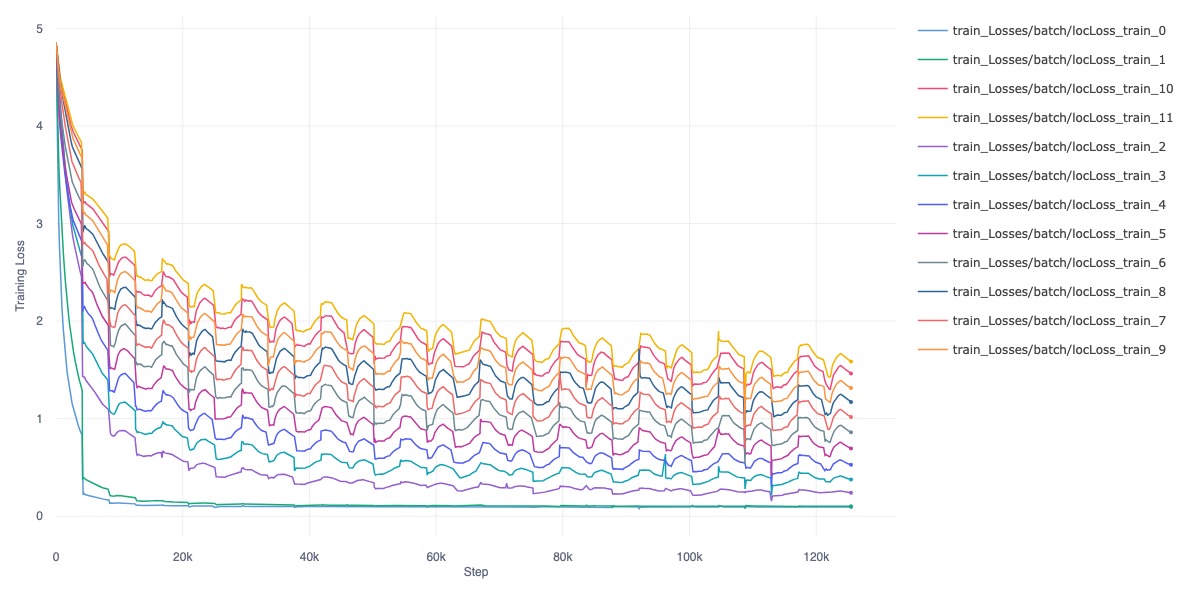 5
4
3
2
1
0
Training Loss
0
20k
40k
60k
80k
100k
120k
Step
train_Losses/batch/locLoss_train_0
train_Losses/batch/locLoss_train_1
train_Losses/batch/locLoss_train_10
train_Losses/batch/locLoss_train_11
train_Losses/batch/locLoss_train_2
train_Losses/batch/locLoss_train_3
train_Losses/batch/locLoss_train_4
train_Losses/batch/locLoss_train_5
train_Losses/batch/locLoss_train_6
train_Losses/batch/locLoss_train_8
train_Losses/batch/locLoss_train_7
train_Losses/batch/locLoss_train_9